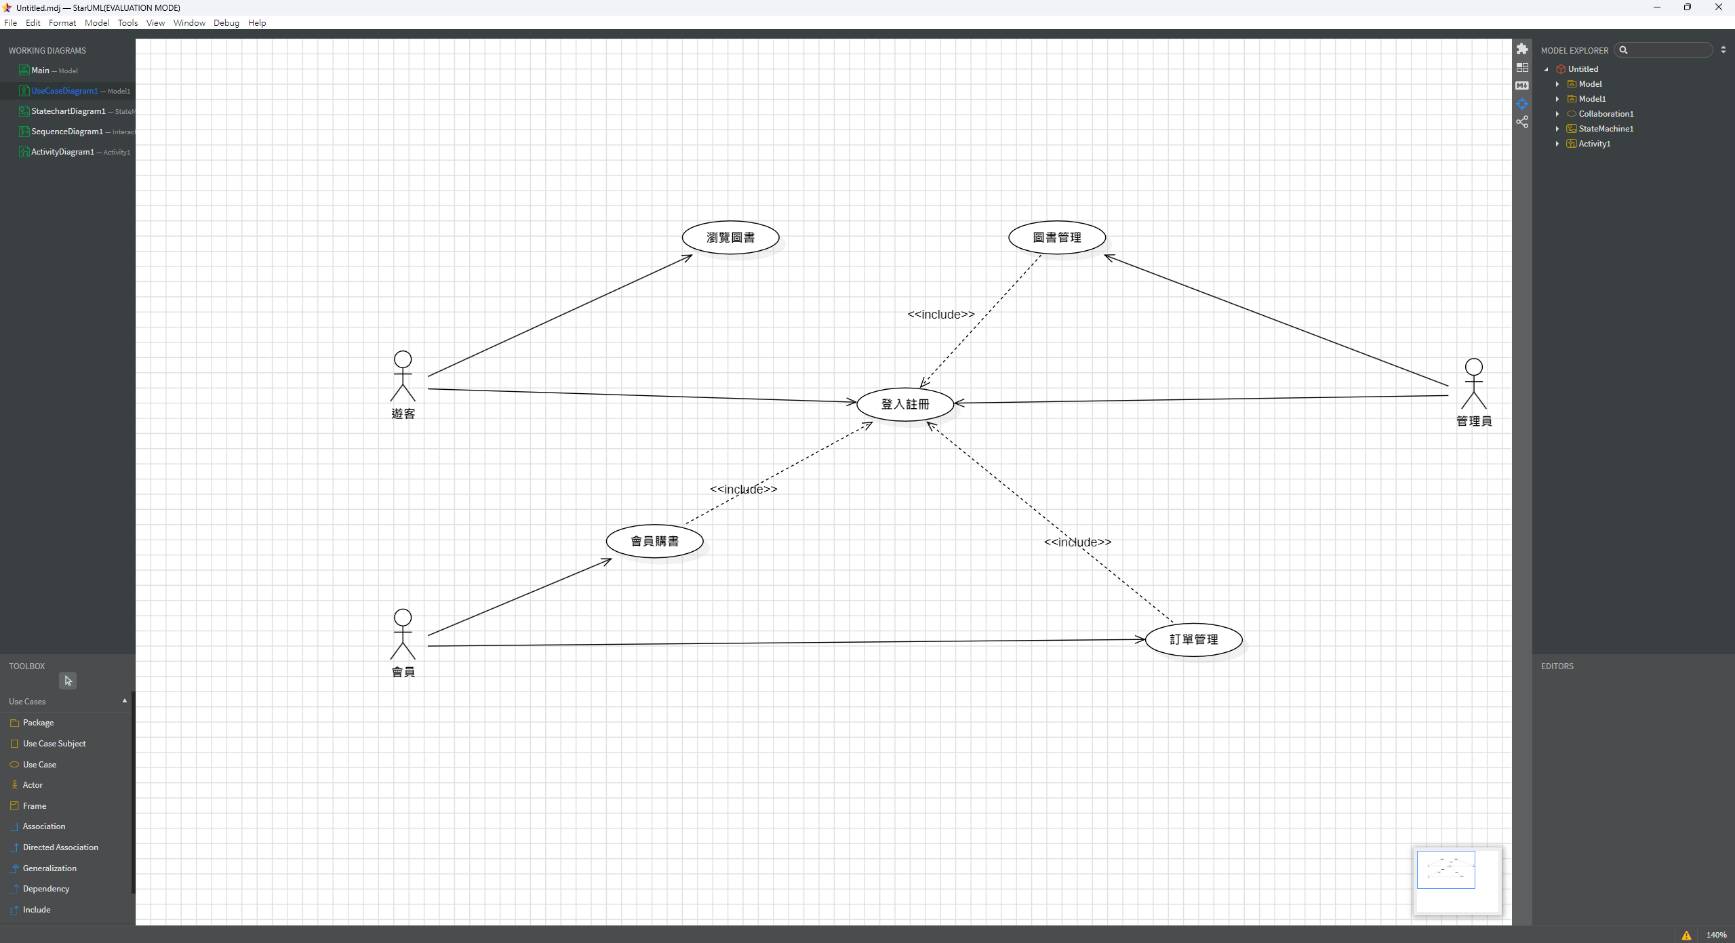 Untitled.mdj — StarUML(EVALUATION MODE)
File Edit Format Model Tools View Window Debug Help
WORKING DIAGRAMS
Main — Model
UseCaseDiagram1 — Model1
StatechartDiagram1 — StateM
SequenceDiagram1 — Interac
ActivityDiagram1 — Activity1
TOOLBOX
Use Cases
Package
Use Case Subject
Use Case
Actor
Frame
Association
Directed Association
Generalization
Dependency
Include
瀏覽圖書
圖書管理
<<include>>
遊客
登入註冊
管理員
<<include>>
會員購書
<<include>>
會員
訂單管理
MODEL EXPLORER
Untitled
Model
Model1
Collaboration1
StateMachine1
Activity1
EDITORS
140%